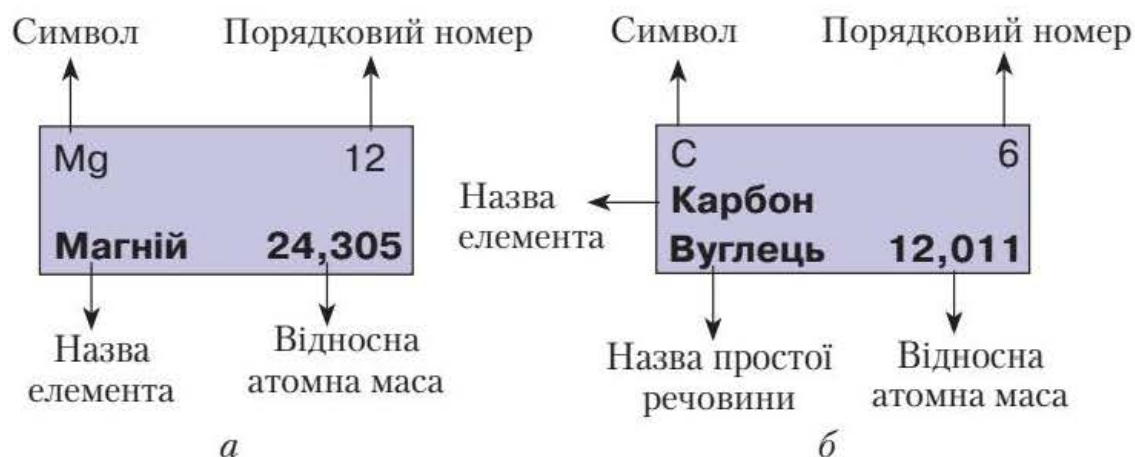 Символ Порядковий номер
Mg 12
Магній 24,305
Назва елемента
Відносна атомна маса
а
Символ Порядковий номер
C 6
Назва елемента
Карбон
Вуглець 12,011
Назва простої речовини
Відносна атомна маса
б